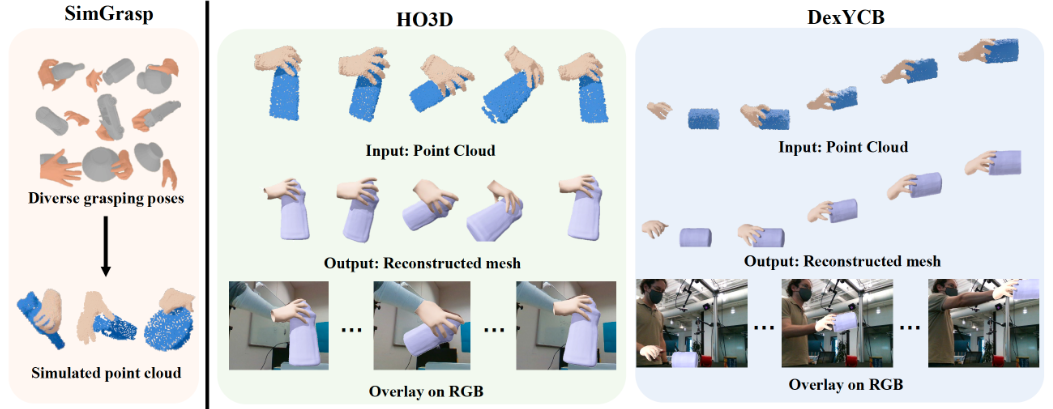 SimGrasp
Diverse grasping poses
Simulated point cloud
HO3D
Input: Point Cloud
Output: Reconstructed mesh
... ...
Overlay on RGB
DexYCB
Input: Point Cloud
Output: Reconstructed mesh
... ...
Overlay on RGB